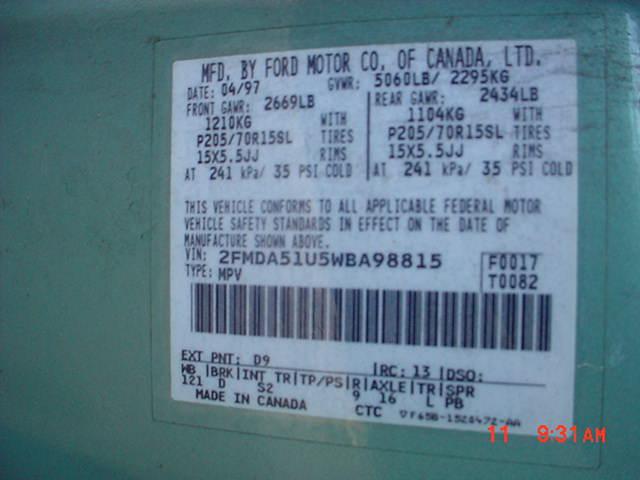 MFD. BY FORD MOTOR CO. OF CANADA, LTD.
DATE: 04/97 GVWR: 5060LB/ 2295KG
FRONT GAWR: 2669LB REAR GAWR: 2434LB
1210KG WITH 1104KG WITH
P205/70R15SL TIRES P205/70R15SL TIRES
15X5.5JJ RIMS 15X5.5JJ RIMS
AT 241 kPa/ 35 PSI COLD AT 241 kPa/ 35 PSI COLD
THIS VEHICLE CONFORMS TO ALL APPLICABLE FEDERAL MOTOR
VEHICLE SAFETY STANDARDS IN EFFECT ON THE DATE OF
MANUFACTURE SHOWN ABOVE.
VIN: 2FMDA51U5WBA98815 F0017
TYPE: MPV T0082
EXT PNT: D9 RC: 13 DSO:
WB BRK INT TR TP/PS R AXLE TR SPR
121 D S2 9 16 L PB
MADE IN CANADA CTC
11 9:31AM